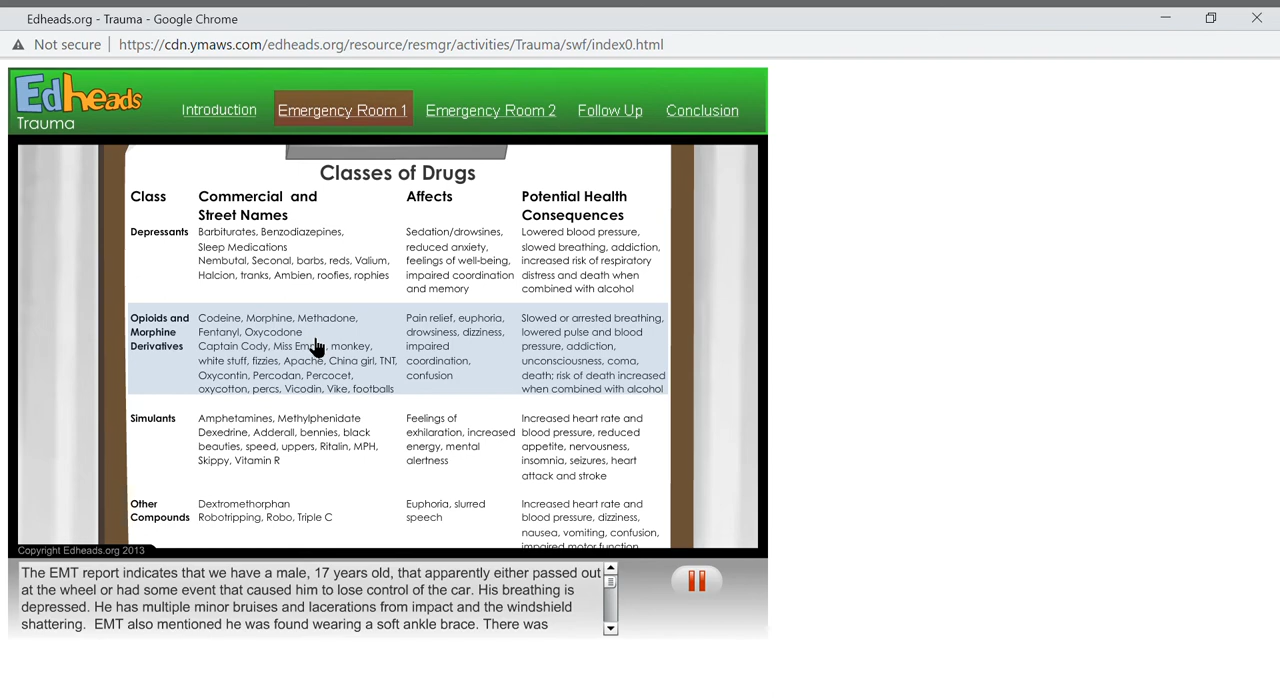 Edheads.org - Trauma - Google Chrome
Not secure | https://cdn.ymaws.com/edheads.org/resource/resmgr/activities/Trauma/swf/index0.html
Edheads
Trauma
Introduction Emergency Room 1 Emergency Room 2 Follow Up Conclusion
Classes of Drugs
Class
Commercial and
Street Names
Affects
Potential Health
Consequences
Depressants
Barbiturates, Benzodiazepines,
Sleep Medications
Nembutal, Seconal, barbs, reds, Valium,
Halcion, tranks, Ambien, roofies, rophies
Sedation/drowsines,
reduced anxiety,
feelings of well-being,
impaired coordination
and memory
Lowered blood pressure,
slowed breathing, addiction,
increased risk of respiratory
distress and death when
combined with alcohol
Opioids and
Morphine
Derivatives
Codeine, Morphine, Methadone,
Fentanyl, Oxycodone
Captain Cody, Miss monkey,
white stuff, fizzies, Apache, China girl, TNT,
Oxycontin, Percodan, Percocet,
oxycotton, percs, Vicodin, Vike, footballs
Pain relief, euphoria,
drowsiness, dizziness,
impaired
coordination,
confusion
Slowed or arrested breathing,
lowered pulse and blood
pressure, addiction,
unconsciousness, coma,
death; risk of death increased
when combined with alcohol
Simulants
Amphetamines, Methylphenidate
Dexedrine, Adderall, bennies, black
beauties, speed, uppers, Ritalin, MPH,
Skippy, Vitamin R
Feelings of
exhilaration, increased
energy, mental
alertness
Increased heart rate and
blood pressure, reduced
appetite, nervousness,
insomnia, seizures, heart
attack and stroke
Other
Compounds
Dextromethorphan
Robotripping, Robo, Triple C
Euphoria, slurred
speech
Increased heart rate and
blood pressure, dizziness,
nausea, vomiting, confusion,
impaired motor function
Copyright Edheads.org 2013
The EMT report indicates that we have a male, 17 years old, that apparently either passed out
at the wheel or had some event that caused him to lose control of the car. His breathing is
depressed. He has multiple minor bruises and lacerations from impact and the windshield
shattering. EMT also mentioned he was found wearing a soft ankle brace. There was